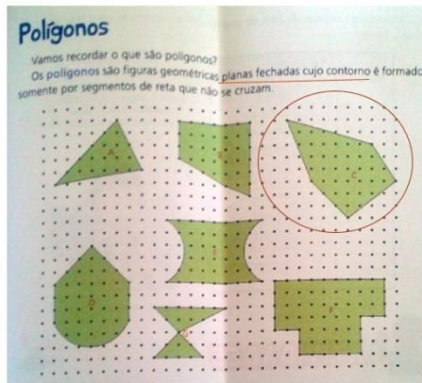 Polígonos
Vamos recordar o que são polígonos?
Os polígonos são figuras geométricas planas fechadas cujo contorno é formado
somente por segmentos de reta que não se cruzam.
A
B
C
D
E
F